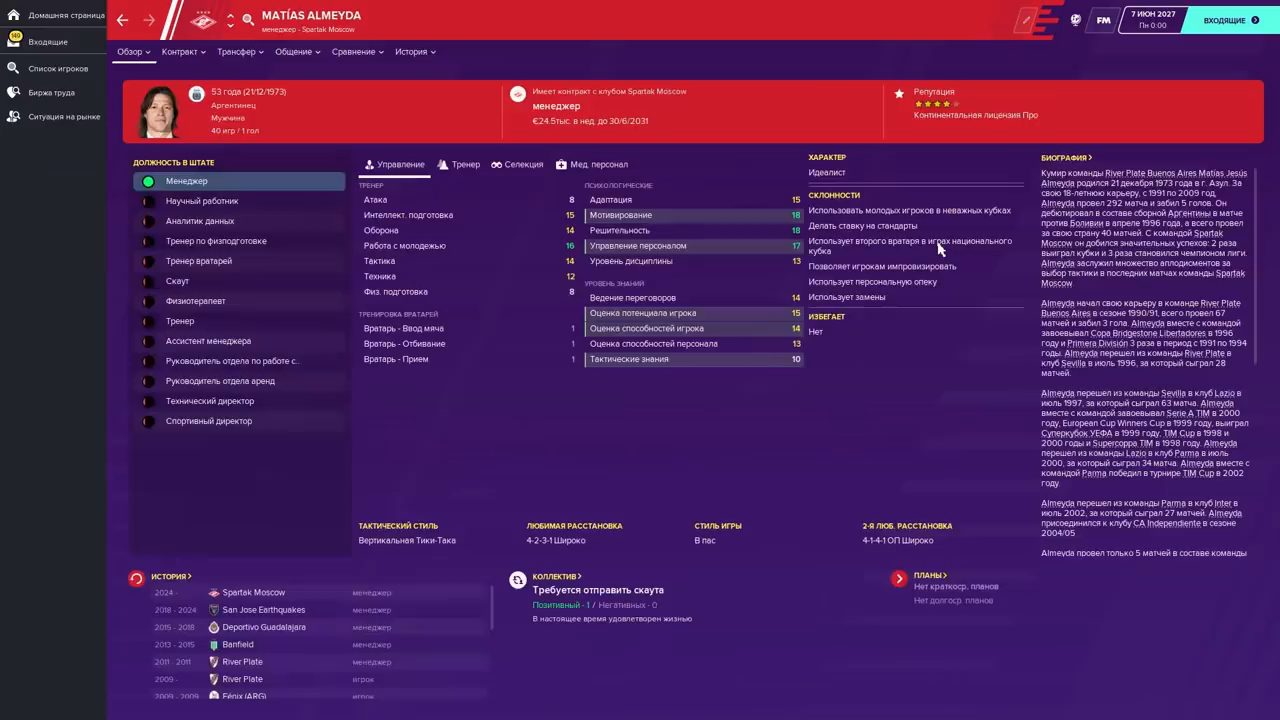 Домашняя страница
149
Входящие
Список игроков
Биржа труда
Ситуация на рынке
MATÍAS ALMEYDA
менеджер - Spartak Moscow
FM
7 ИЮН 2027
Пн 0:00
ВХОДЯЩИЕ
Обзор
Контракт
Трансфер
Общение
Сравнение
История
53 года (21/12/1973)
Аргентинец
Мужчина
40 игр / 1 гол
Имеет контракт с клубом Spartak Moscow
менеджер
€24.5тыс. в нед. до 30/6/2031
Репутация
Континентальная лицензия Про
ДОЛЖНОСТЬ В ШТАТЕ
Менеджер
Научный работник
Аналитик данных
Тренер по физподготовке
Тренер вратарей
Скаут
Физиотерапевт
Тренер
Ассистент менеджера
Руководитель отдела по работе с...
Руководитель отдела аренд
Технический директор
Спортивный директор
Управление
Тренер
Селекция
Мед. персонал
ТРЕНЕР
Атака 8
Интеллект. подготовка 15
Оборона 14
Работа с молодежью 16
Тактика 14
Техника 12
Физ. подготовка 8
ТРЕНИРОВКА ВРАТАРЕЙ
Вратарь - Ввод мяча 1
Вратарь - Отбивание 1
Вратарь - Прием 1
ПСИХОЛОГИЧЕСКИЕ
Адаптация 15
Мотивирование 18
Решительность 18
Управление персоналом 17
Уровень дисциплины 13
УРОВЕНЬ ЗНАНИЙ
Ведение переговоров 14
Оценка потенциала игрока 15
Оценка способностей игрока 14
Оценка способностей персонала 13
Тактические знания 10
ХАРАКТЕР
Идеалист
СКЛОННОСТИ
Использовать молодых игроков в неважных кубках
Делать ставку на стандарты
Использует второго вратаря в играх национального
кубка
Позволяет игрокам импровизировать
Использует персональную опеку
Использует замены
ИЗБЕГАЕТ
Нет
БИОГРАФИЯ
Кумир команды River Plate Buenos Aires Matías Jesús
Almeyda родился 21 декабря 1973 года в г. Азул. За
свою 18-летнюю карьеру, с 1991 по 2009 год,
Almeyda провел 292 матча и забил 5 голов. Он
дебютировал в составе сборной Аргентины в матче
против Боливии в апреле 1996 года, а всего провел
за свою страну 40 матчей. С командой Spartak
Moscow он добился значительных успехов: 2 раза
выиграл кубки и 3 раза становился чемпионом лиги.
Almeyda заслужил множество аплодисментов за
выбор тактики в последних матчах команды Spartak
Moscow.
Almeyda начал свою карьеру в команде River Plate
Buenos Aires в сезоне 1990/91, всего провел 67
матчей и забил 3 гола. Almeyda вместе с командой
завоевывал Copa Bridgestone Libertadores в 1996
году и Primera División 3 раза в период с 1991 по 1994
годы. Almeyda перешел из команды River Plate в
клуб Sevilla в июль 1996, за который сыграл 28
матчей.
Almeyda перешел из команды Sevilla в клуб Lazio в
июль 1997, за который сыграл 63 матча. Almeyda
вместе с командой завоевывал Serie A TIM в 2000
году, European Cup Winners Cup в 1999 году, выиграл
Суперкубок УЕФА в 1999 году, TIM Cup в 1998 и
2000 годы и Supercoppa TIM в 1998 году. Almeyda
перешел из команды Lazio в клуб Parma в июль
2000, за который сыграл 34 матча. Almeyda вместе с
командой Parma победил в турнире TIM Cup в 2002
году.
Almeyda перешел из команды Parma в клуб Inter в
июль 2002, за который сыграл 27 матчей. Almeyda
присоединился к клубу CA Independiente в сезоне
2004/05
Almeyda провел только 5 матчей в составе команды
ТАКТИЧЕСКИЙ СТИЛЬ
Вертикальная Тики-Така
ЛЮБИМАЯ РАССТАНОВКА
4-2-3-1 Широко
СТИЛЬ ИГРЫ
В пас
2-Я ЛЮБ. РАССТАНОВКА
4-1-4-1 ОП Широко
ИСТОРИЯ
2024 - Spartak Moscow менеджер
2018 - 2024 San Jose Earthquakes менеджер
2015 - 2018 Deportivo Guadalajara менеджер
2013 - 2015 Banfield менеджер
2011 - 2011 River Plate менеджер
2009 - River Plate игрок
2009 - 2009 Fénix (ARG) игрок
КОЛЛЕКТИВ
Требуется отправить скаута
Позитивный - 1 / Негативных - 0
В настоящее время удовлетворен жизнью
ПЛАНЫ
Нет краткоср. планов
Нет долгоср. планов